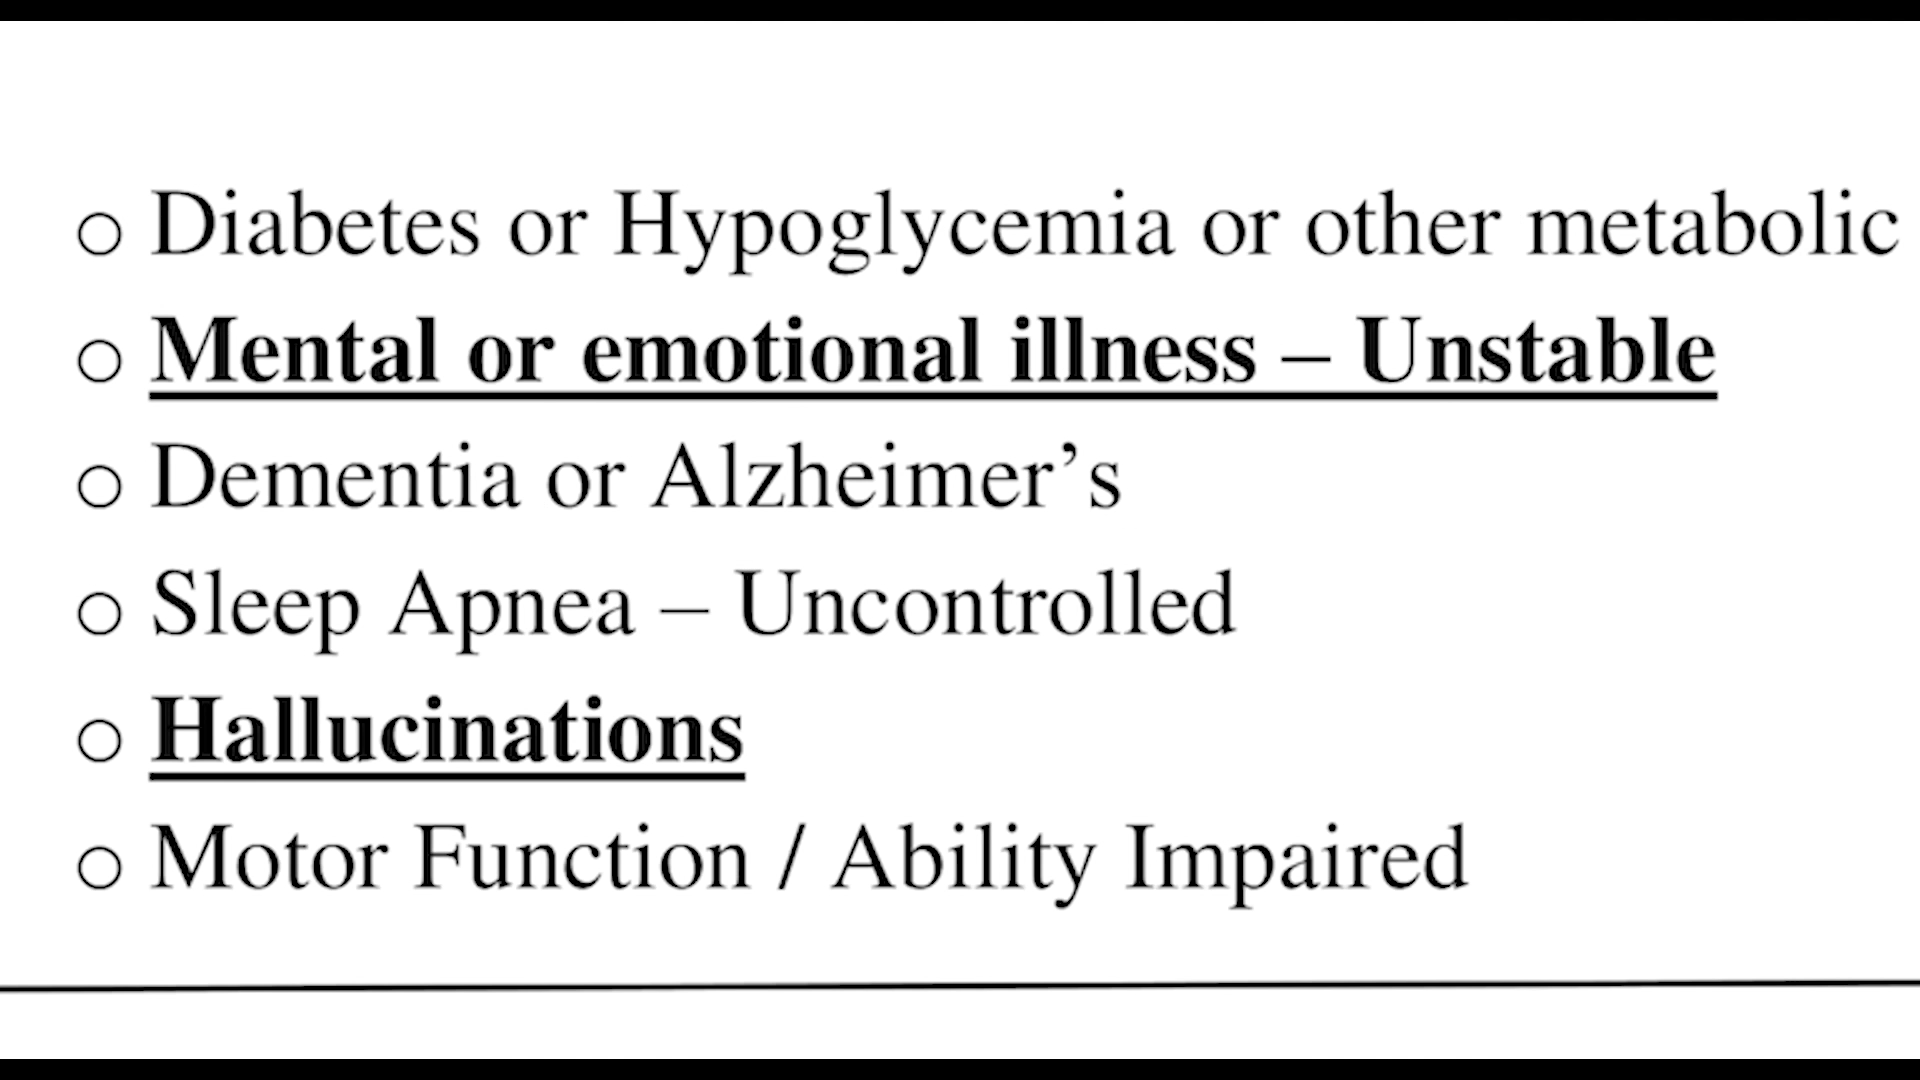 ○ Diabetes or Hypoglycemia or other metabolic
○ Mental or emotional illness – Unstable
○ Dementia or Alzheimer’s
○ Sleep Apnea – Uncontrolled
○ Hallucinations
○ Motor Function / Ability Impaired